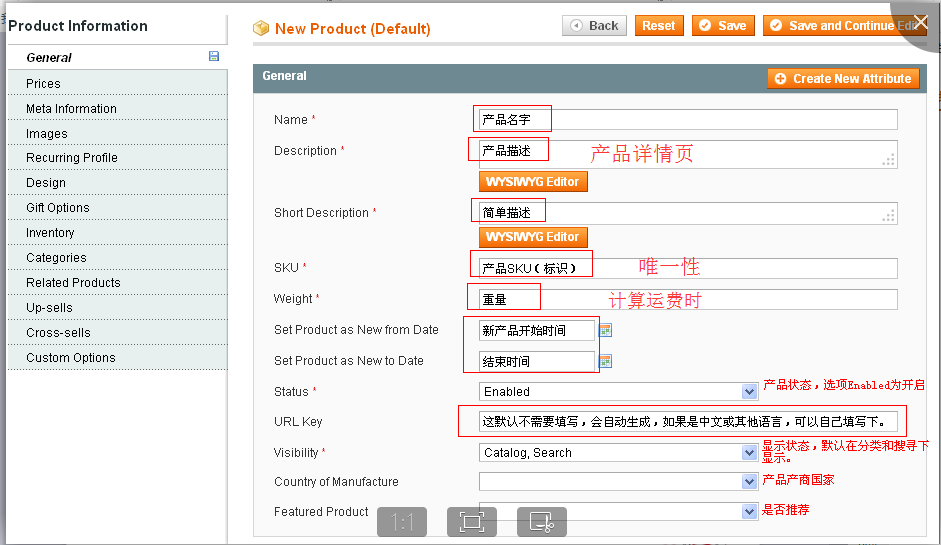 Product Information
General
Prices
Meta Information
Images
Recurring Profile
Design
Gift Options
Inventory
Categories
Related Products
Up-sells
Cross-sells
Custom Options
New Product (Default)
Back
Reset
Save
Save and Continue Edi
General
Create New Attribute
Name *
产品名字
Description *
产品描述
产品详情页
WYSIWYG Editor
Short Description *
简单描述
WYSIWYG Editor
SKU *
产品SKU（标识）
唯一性
Weight *
重量
计算运费时
Set Product as New from Date
新产品开始时间
Set Product as New to Date
结束时间
Status *
Enabled
产品状态，选项Enabled为开启
URL Key
这默认不需要填写，会自动生成，如果是中文或其他语言，可以自己填写下。
Visibility *
Catalog, Search
显示状态，默认在分类和搜寻下
显示。
Country of Manufacture
产品产商国家
Featured Product
是否推荐
1:1